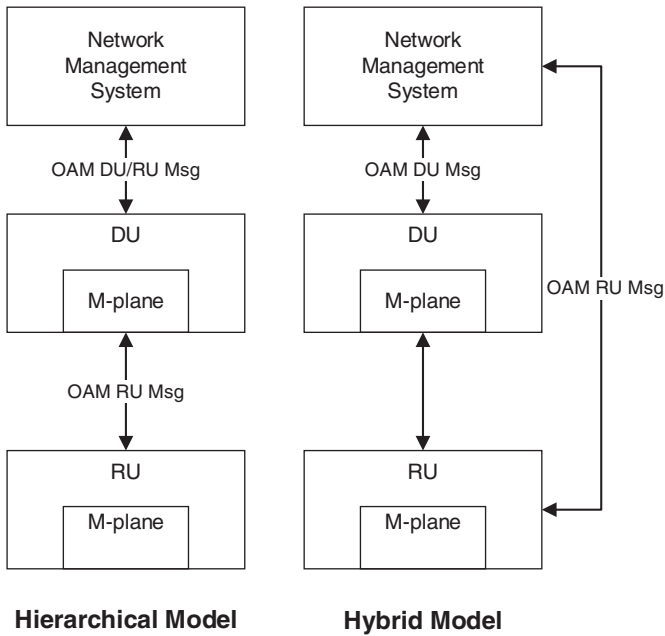 Network
Management
System
OAM DU/RU Msg
DU
M-plane
OAM RU Msg
RU
M-plane
Hierarchical Model
Network
Management
System
OAM DU Msg
DU
M-plane
OAM RU Msg
RU
M-plane
Hybrid Model